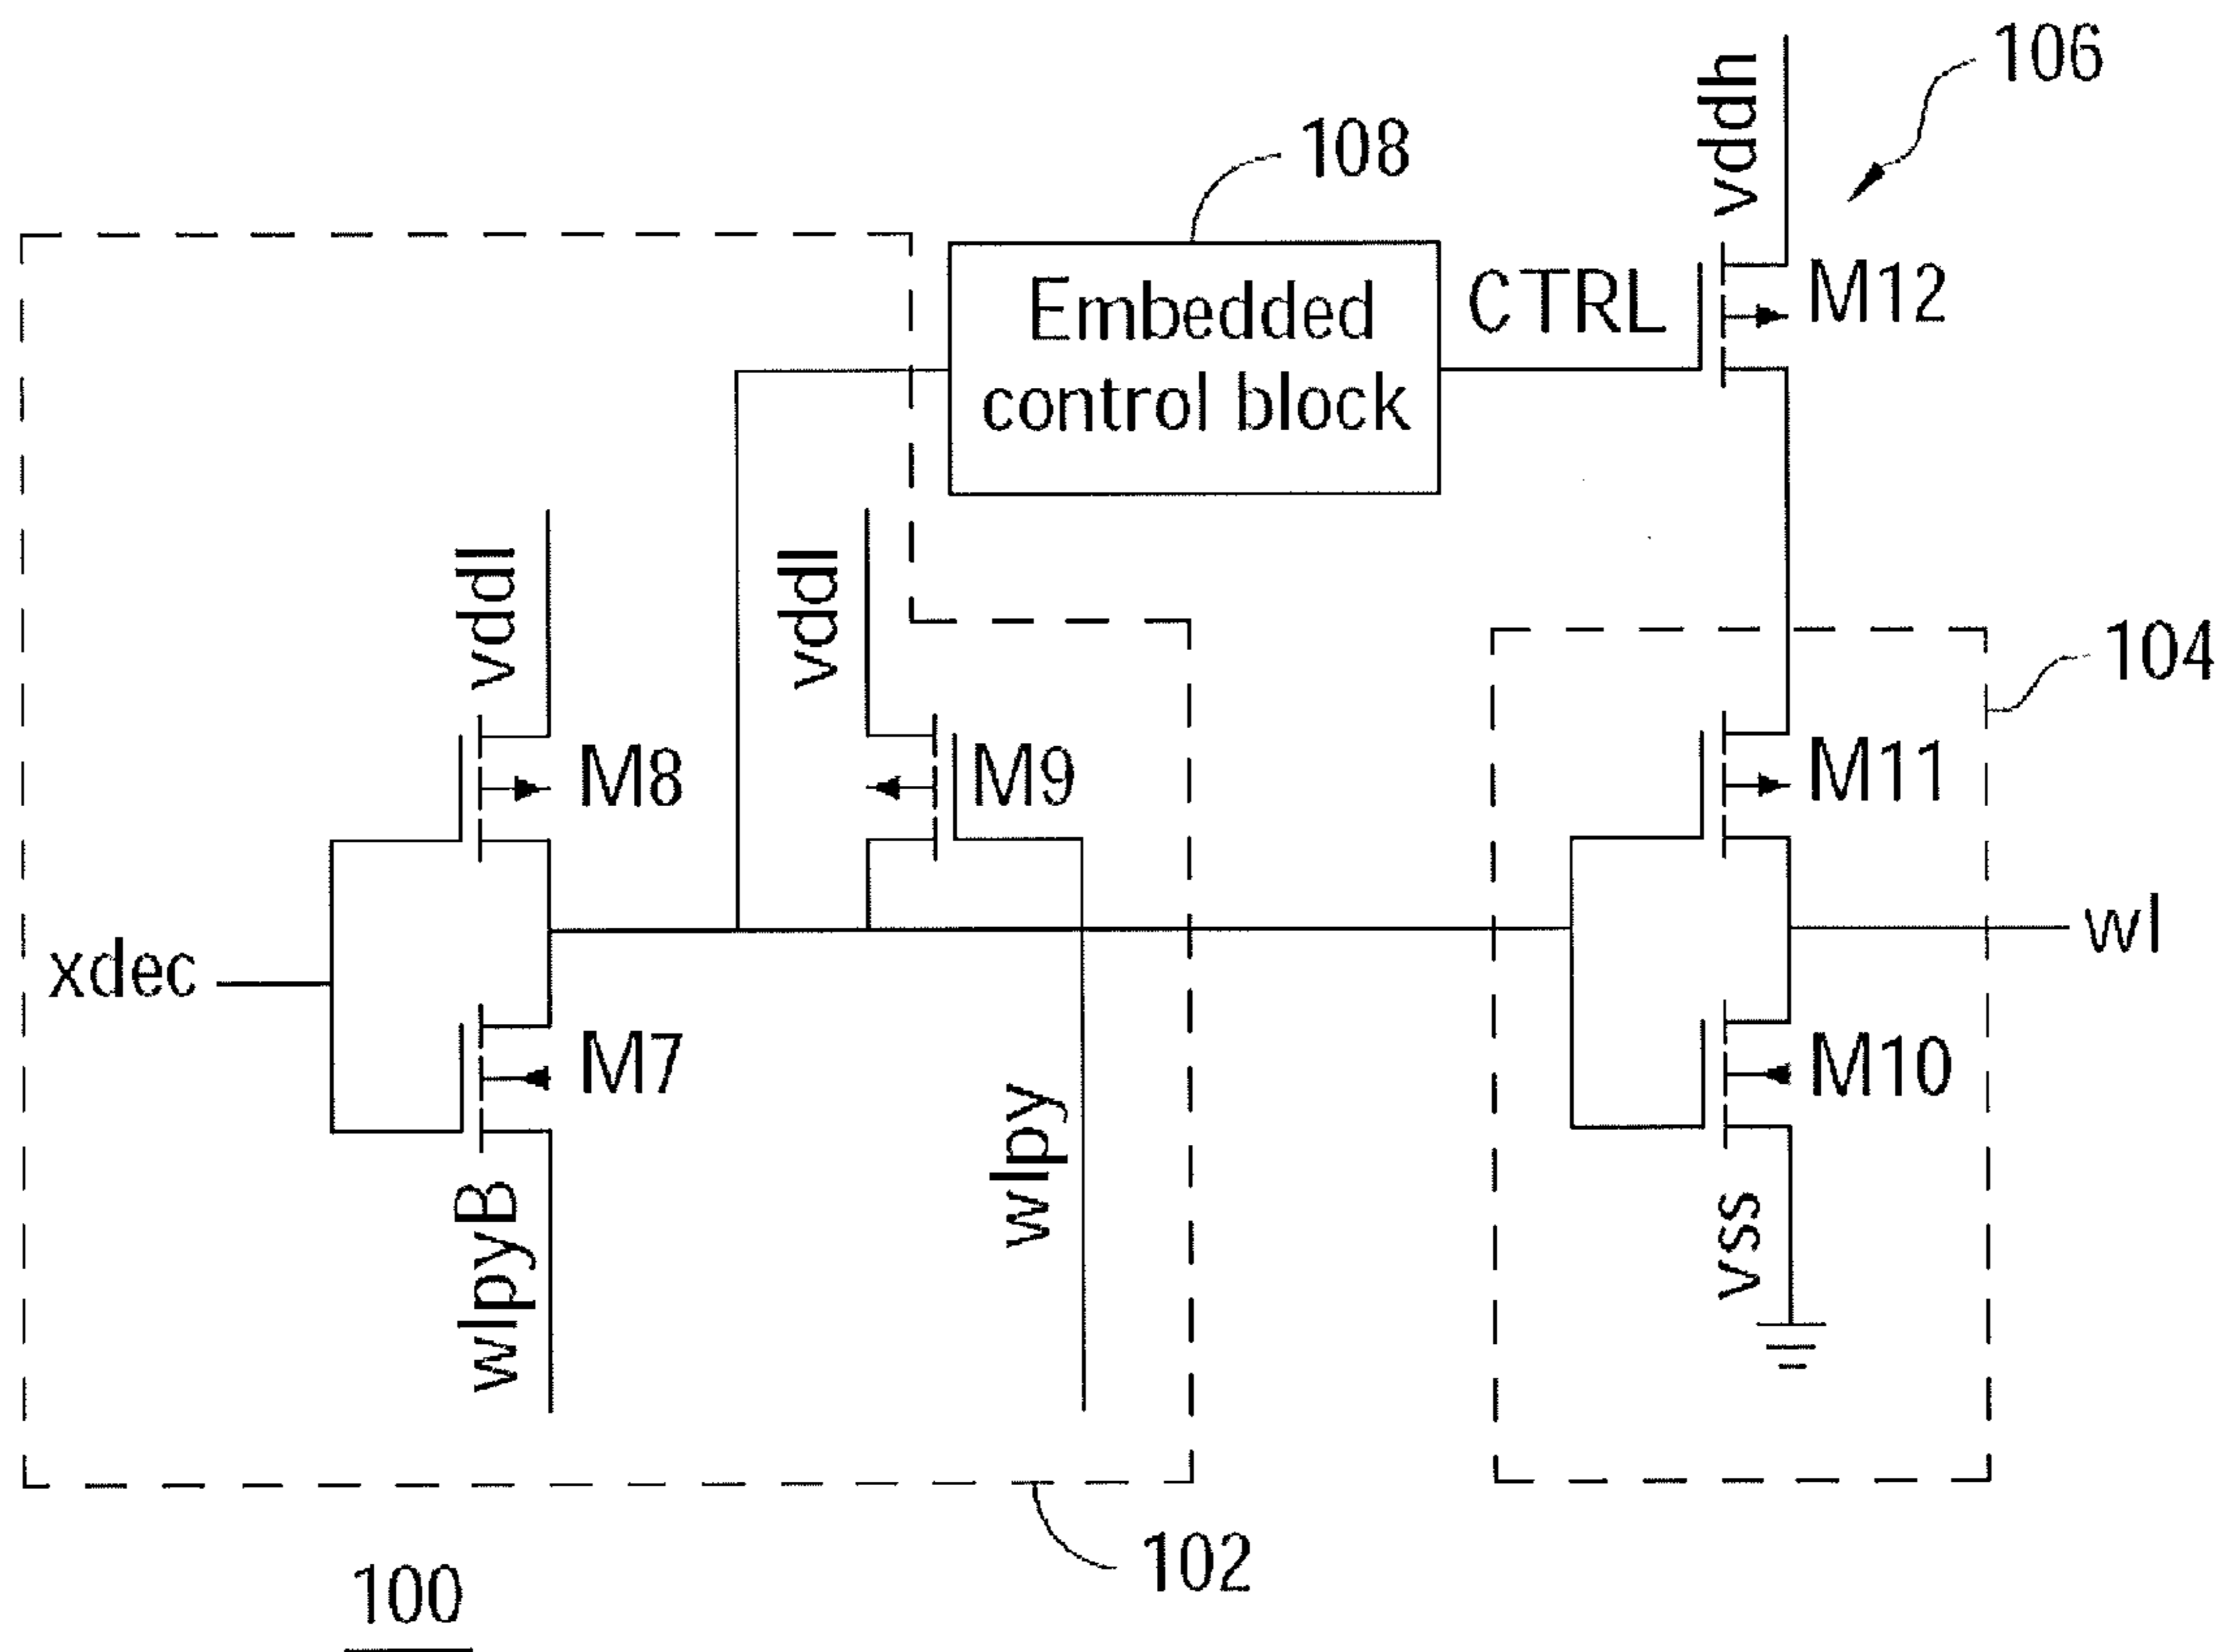 106
vddh
108
Embedded
control block
CTRL
M12
vddl
vddl
104
M8
M9
M11
xdec
wl
M7
M10
wlpyB
wlpy
vss
102
100